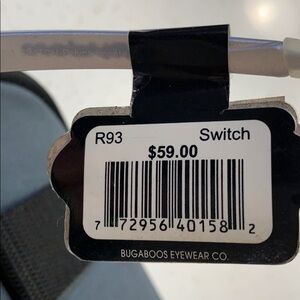 R93 Switch
$59.00
7 72956 40158 2
BUGABOOS EYEWEAR CO.